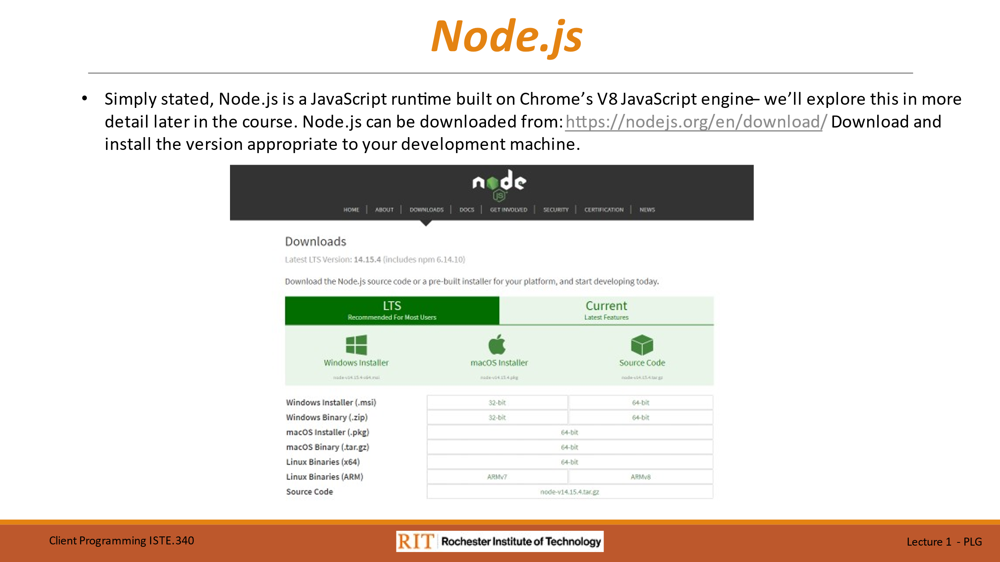 Node.js
• Simply stated, Node.js is a JavaScript runtime built on Chrome’s V8 JavaScript engine– we’ll explore this in more
detail later in the course. Node.js can be downloaded from: https://nodejs.org/en/download/ Download and
install the version appropriate to your development machine.
node
JS
HOME | ABOUT | DOWNLOADS | DOCS | GET INVOLVED | SECURITY | CERTIFICATION | NEWS
Downloads
Latest LTS Version: 14.15.4 (includes npm 6.14.10)
Download the Node.js source code or a pre-built installer for your platform, and start developing today.
LTS
Recommended For Most Users
Current
Latest Features
Windows Installer
node-v14.15.4-x64.msi
macOS Installer
node-v14.15.4.pkg
Source Code
node-v14.15.4.tar.gz
Windows Installer (.msi) 32-bit 64-bit
Windows Binary (.zip) 32-bit 64-bit
macOS Installer (.pkg) 64-bit
macOS Binary (.tar.gz) 64-bit
Linux Binaries (x64) 64-bit
Linux Binaries (ARM) ARMv7 ARMv8
Source Code node-v14.15.4.tar.gz
Client Programming ISTE.340
RIT | Rochester Institute of Technology
Lecture 1 - PLG